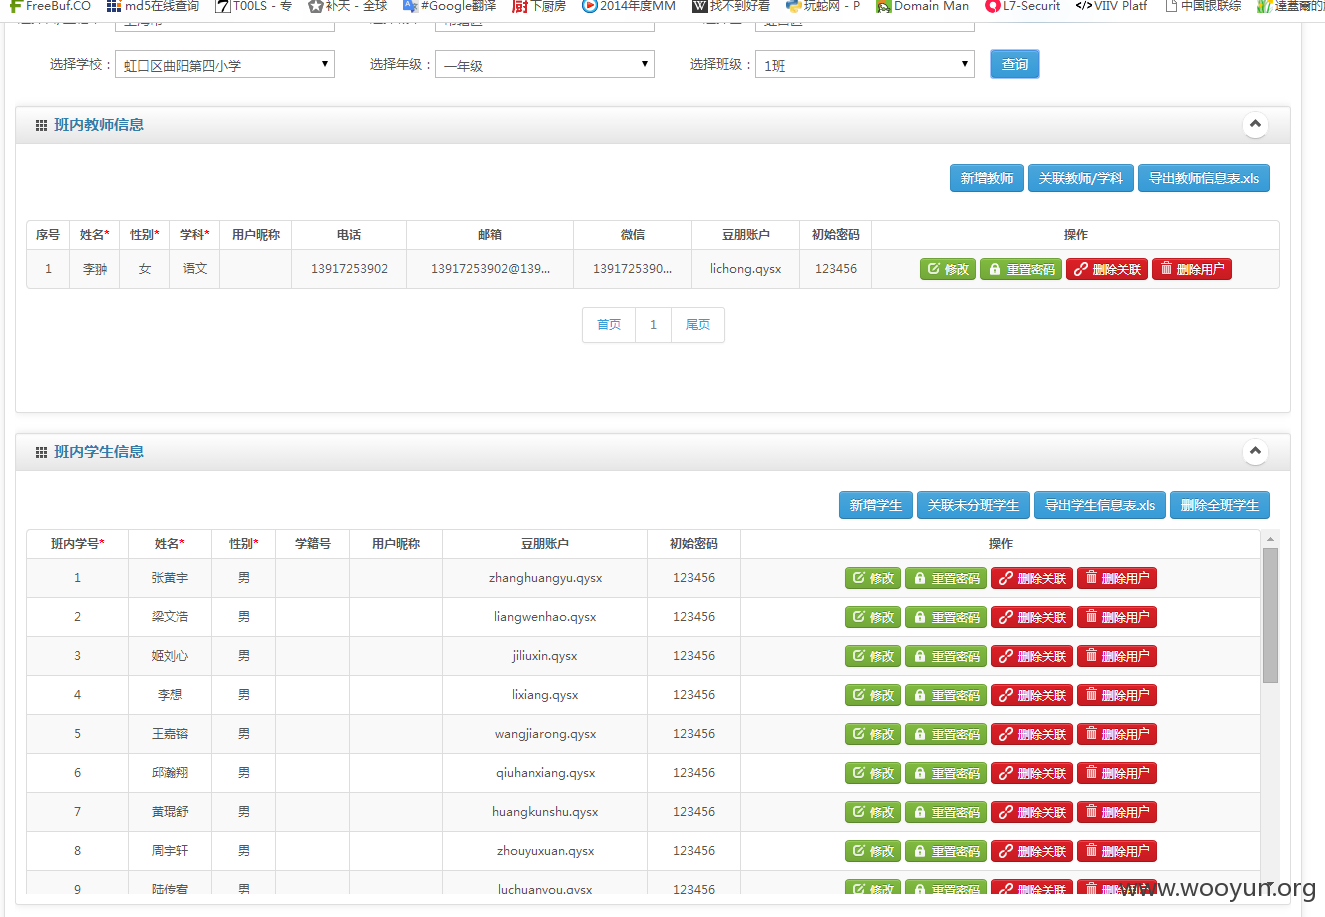 FreeBuf.CO md5在线查询 T00LS - 专 补天 - 全球 #Google翻译 下厨房 2014年度MM 找不到好看 玩蛇网 - P Domain Man L7-Securit VIIV Platf 中国银联综
选择学校： 虹口区曲阳第四小学 选择年级： 一年级 选择班级： 1班 查询
班内教师信息
新增教师 关联教师/学科 导出教师信息表.xls
序号 姓名* 性别* 学科* 用户昵称 电话 邮箱 微信 豆朋账户 初始密码 操作
1 李翀 女 语文 13917253902 13917253902@139... 1391725390... lichong.qysx 123456 修改 重置密码 删除关联 删除用户
首页 1 尾页
班内学生信息
新增学生 关联未分班学生 导出学生信息表.xls 删除全班学生
班内学号* 姓名* 性别* 学籍号 用户昵称 豆朋账户 初始密码 操作
1 张黄宇 男 zhanghuangyu.qysx 123456 修改 重置密码 删除关联 删除用户
2 梁文浩 男 liangwenhao.qysx 123456 修改 重置密码 删除关联 删除用户
3 姬刘心 男 jiliuxin.qysx 123456 修改 重置密码 删除关联 删除用户
4 李想 男 lixiang.qysx 123456 修改 重置密码 删除关联 删除用户
5 王嘉镕 男 wangjiarong.qysx 123456 修改 重置密码 删除关联 删除用户
6 邱瀚翔 男 qiuhanxiang.qysx 123456 修改 重置密码 删除关联 删除用户
7 黄琨舒 男 huangkunshu.qysx 123456 修改 重置密码 删除关联 删除用户
8 周宇轩 男 zhouyuxuan.qysx 123456 修改 重置密码 删除关联 删除用户
9 陆传宥 男 luchuanyou.qysx 123456 修改 重置密码 删除关联 删除用户
www.wooyun.org